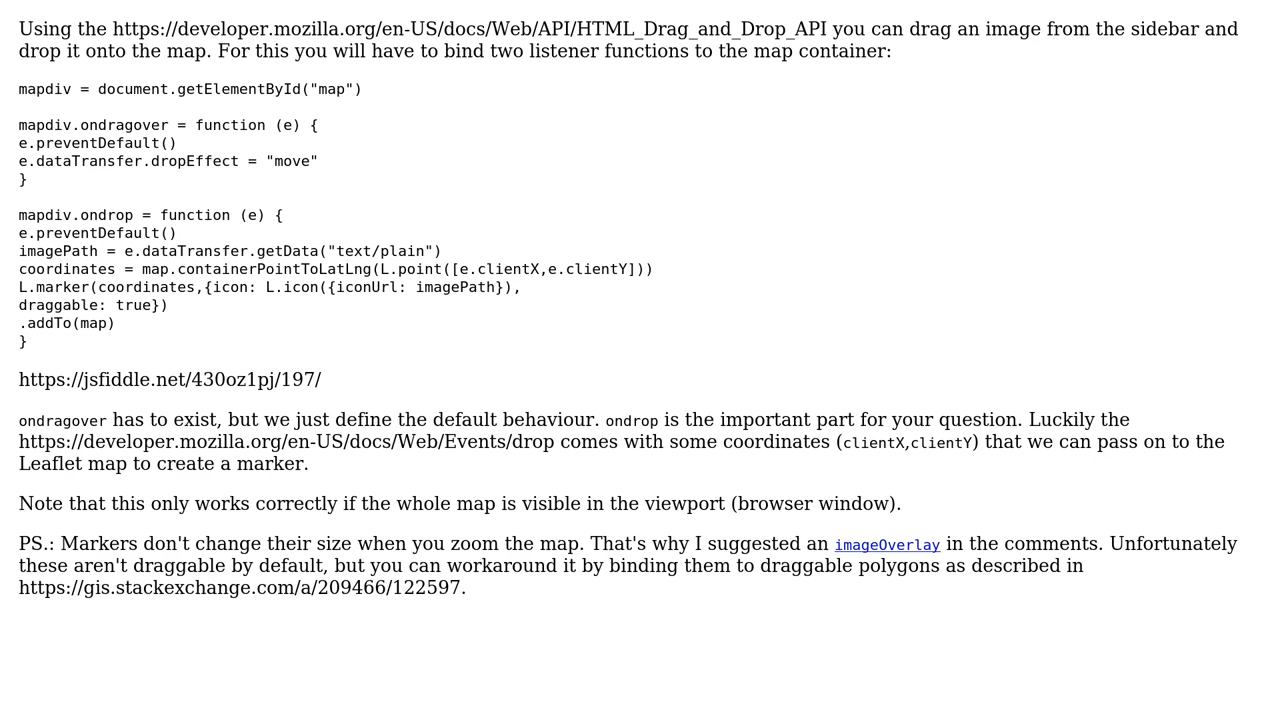 Using the https://developer.mozilla.org/en-US/docs/Web/API/HTML_Drag_and_Drop_API you can drag an image from the sidebar and
drop it onto the map. For this you will have to bind two listener functions to the map container:
mapdiv = document.getElementById("map")
mapdiv.ondragover = function (e) {
e.preventDefault()
e.dataTransfer.dropEffect = "move"
}
mapdiv.ondrop = function (e) {
e.preventDefault()
imagePath = e.dataTransfer.getData("text/plain")
coordinates = map.containerPointToLatLng(L.point([e.clientX,e.clientY]))
L.marker(coordinates,{icon: L.icon({iconUrl: imagePath}),
draggable: true})
.addTo(map)
}
https://jsfiddle.net/430oz1pj/197/
ondragover has to exist, but we just define the default behaviour. ondrop is the important part for your question. Luckily the
https://developer.mozilla.org/en-US/docs/Web/Events/drop comes with some coordinates (clientX,clientY) that we can pass on to the
Leaflet map to create a marker.
Note that this only works correctly if the whole map is visible in the viewport (browser window).
PS.: Markers don't change their size when you zoom the map. That's why I suggested an imageOverlay in the comments. Unfortunately
these aren't draggable by default, but you can workaround it by binding them to draggable polygons as described in
https://gis.stackexchange.com/a/209466/122597.